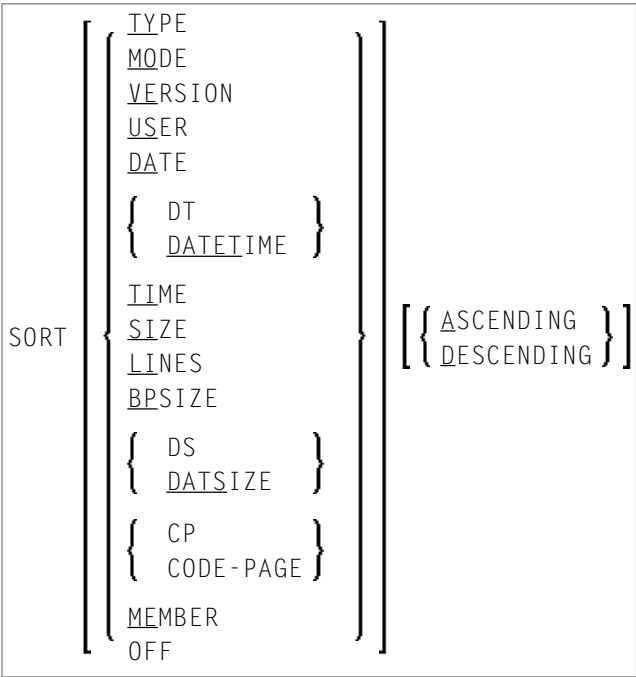 TYPE
MODE
VERSION
USER
DATE
DT
DATETIME
TIME
SORT SIZE ASCENDING
LINES DESCENDING
BPSIZE
DS
DATSIZE
CP
CODE-PAGE
MEMBER
OFF